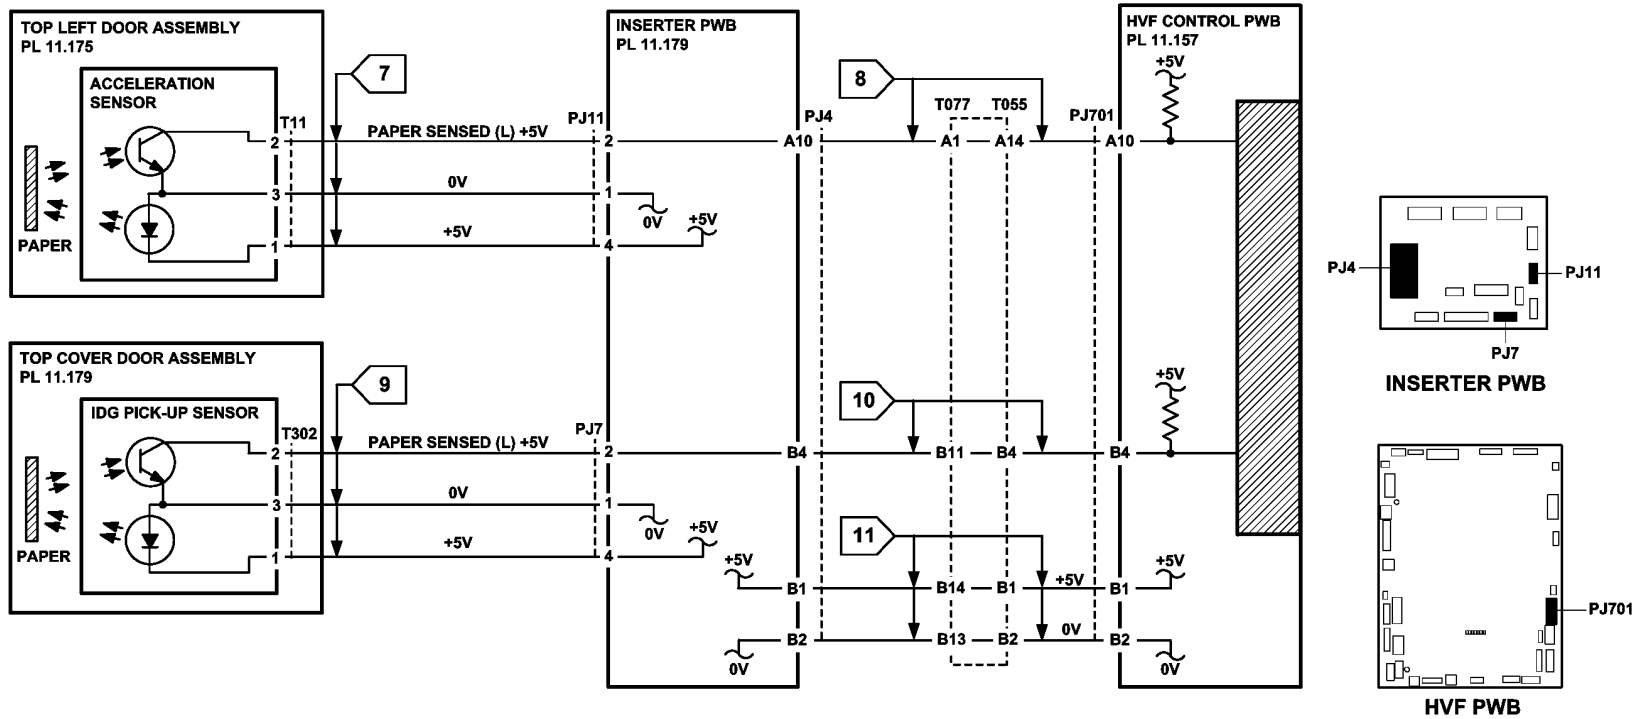 TOP LEFT DOOR ASSEMBLY
PL 11.175
ACCELERATION
SENSOR
PAPER
2
3
1
T11
7
PAPER SENSED (L) +5V
0V
+5V
PJ11
INSERTER PWB
PL 11.179
2
1
4
0V
+5V
A10
PJ4
8
T077
T055
A1
A14
PJ701
A10
HVF CONTROL PWB
PL 11.157
+5V
TOP COVER DOOR ASSEMBLY
PL 11.179
IDG PICK-UP SENSOR
PAPER
2
3
1
T302
9
PAPER SENSED (L) +5V
0V
+5V
PJ7
2
1
4
0V
+5V
B4
10
B11
B4
B4
+5V
11
+5V
B1
B14
B1
+5V
B1
+5V
0V
B2
B13
B2
0V
B2
0V
PJ4
PJ11
PJ7
INSERTER PWB
PJ701
HVF PWB